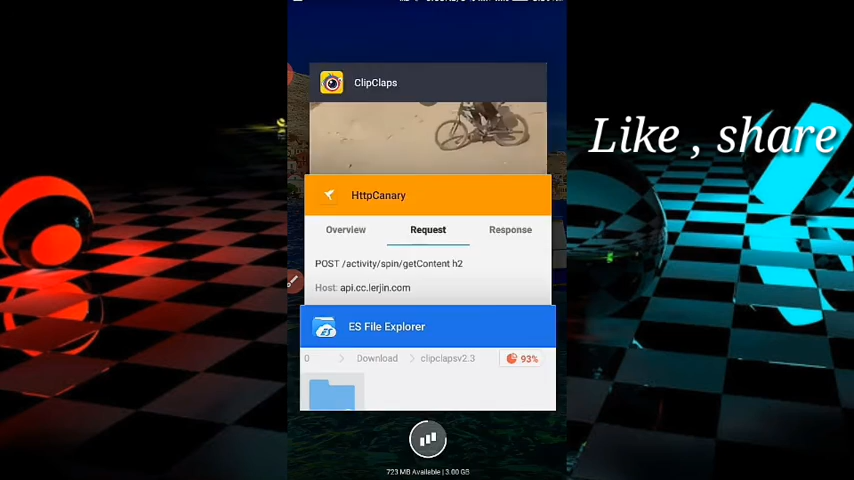 ClipClaps
Like , share
HttpCanary
Overview Request Response
POST /activity/spin/getContent h2
Host: api.cc.lerjin.com
ES File Explorer
0 > Download > clipclapsv2.3 93%
ES
723 MB Available | 3.00 GB